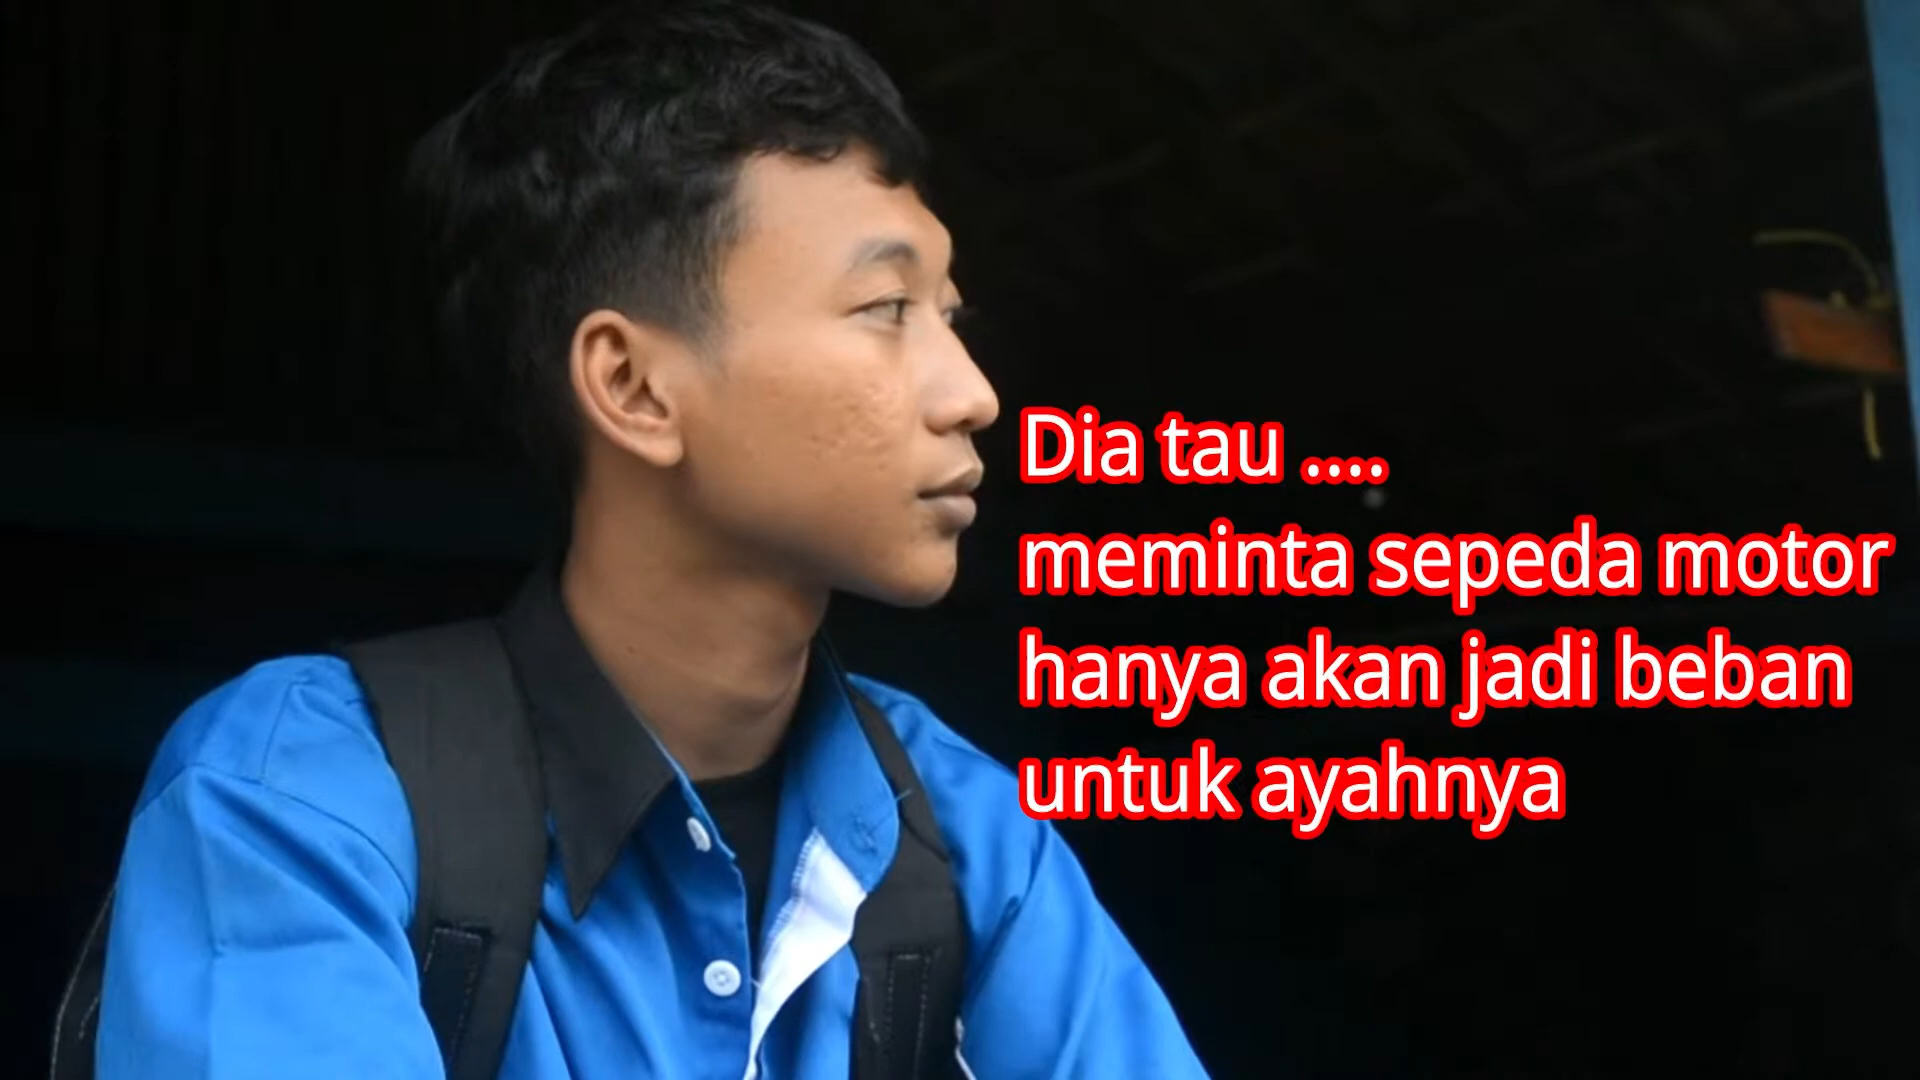 Dia tau ....
meminta sepeda motor
hanya akan jadi beban
untuk ayahnya